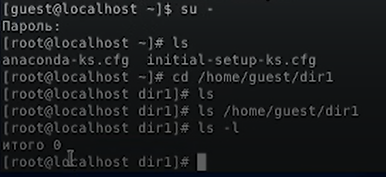 [guest@localhost ~]$ su -
Пароль:
[root@localhost ~]# ls
anaconda-ks.cfg  initial-setup-ks.cfg
[root@localhost ~]# cd /home/guest/dir1
[root@localhost dir1]# ls
[root@localhost dir1]# ls /home/guest/dir1
[root@localhost dir1]# ls -l
итого 0
[root@localhost dir1]#